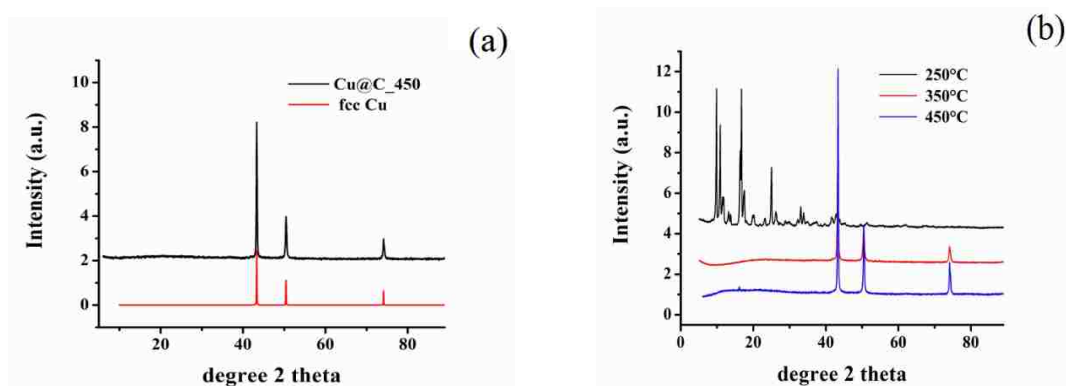 (a)
10
8
6
4
2
0
Intensity (a.u.)
Cu@C_450
fcc Cu
20 40 60 80
degree 2 theta
(b)
12
10
8
6
4
2
0
Intensity (a.u.)
250°C
350°C
450°C
0 20 40 60 80
degree 2 theta